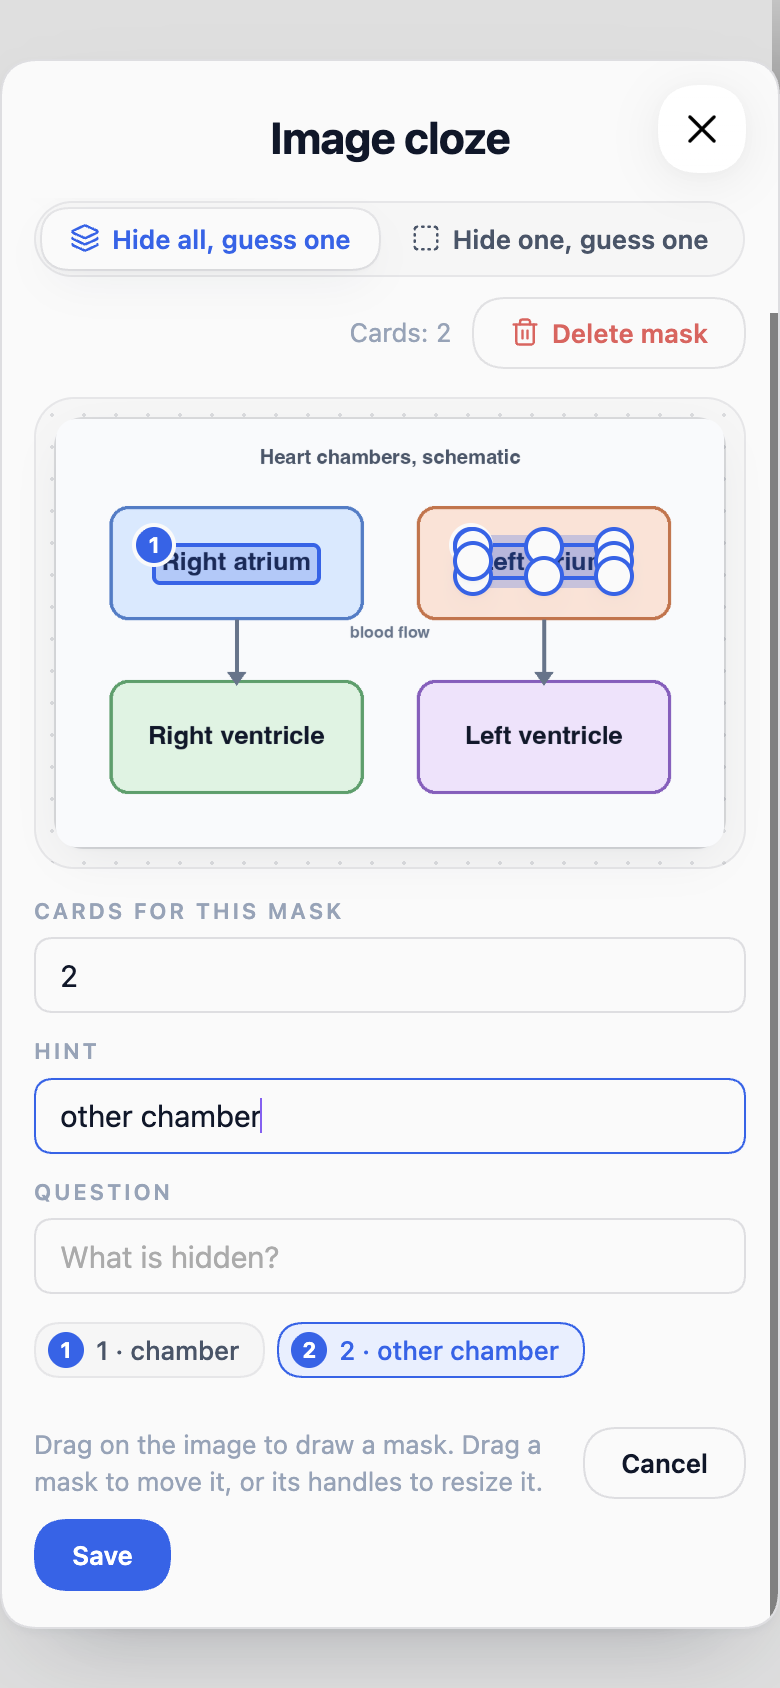 Image cloze
Hide all, guess one
Hide one, guess one
Cards: 2
Delete mask
Heart chambers, schematic
1
Right atrium
blood flow
Right ventricle
Left ventricle
CARDS FOR THIS MASK
2
HINT
other chamber
QUESTION
What is hidden?
1 1 · chamber
2 2 · other chamber
Drag on the image to draw a mask. Drag a
mask to move it, or its handles to resize it.
Cancel
Save